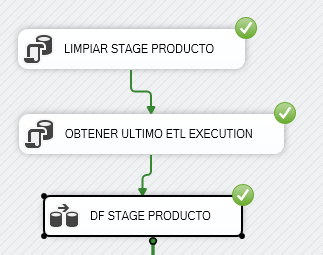 LIMPIAR STAGE PRODUCTO
OBTENER ULTIMO ETL EXECUTION
DF STAGE PRODUCTO